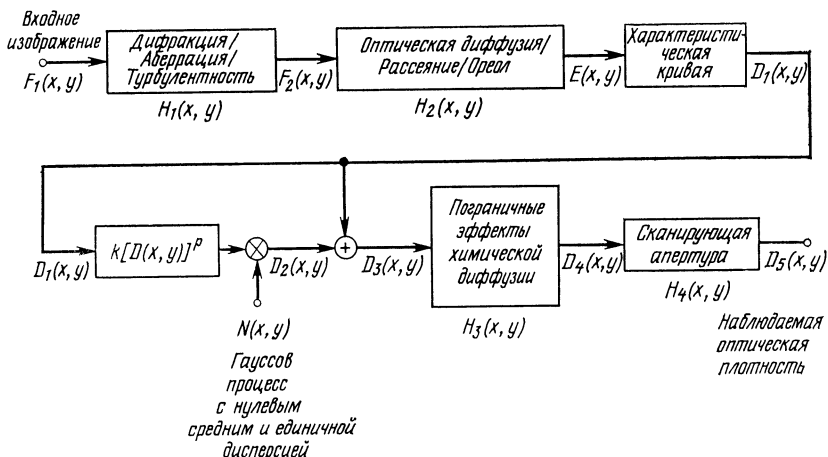 Входное
изображение
F₁(x, y)
Дифракция/
Аберрация/
Турбулентность
H₁(x, y)
F₂(x, y)
Оптическая диффузия/
Рассеяние/Ореол
H₂(x, y)
E(x, y)
Характеристи-
ческая
кривая
D₁(x, y)
D₁(x, y)
k[D(x, y)]ᵖ
D₂(x, y)
N(x, y)
Гауссов
процесс
с нулевым
средним и единичной
дисперсией
D₃(x, y)
Пограничные
эффекты
химической
диффузии
H₃(x, y)
D₄(x, y)
Сканирующая
апертура
H₄(x, y)
D₅(x, y)
Наблюдаемая
оптическая
плотность